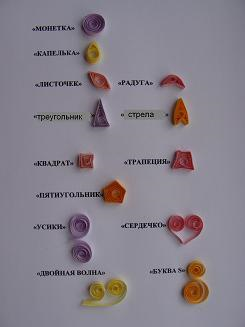 «МОНЕТКА»
«КАПЕЛЬКА»
«ЛИСТОЧЕК» «РАДУГА»
«треугольник » « стрела »
«КВАДРАТ» «ТРАПЕЦИЯ»
«ПЯТИУГОЛЬНИК»
«УСИКИ» «СЕРДЕЧКО»
«ДВОЙНАЯ ВОЛНА» «БУКВА S»